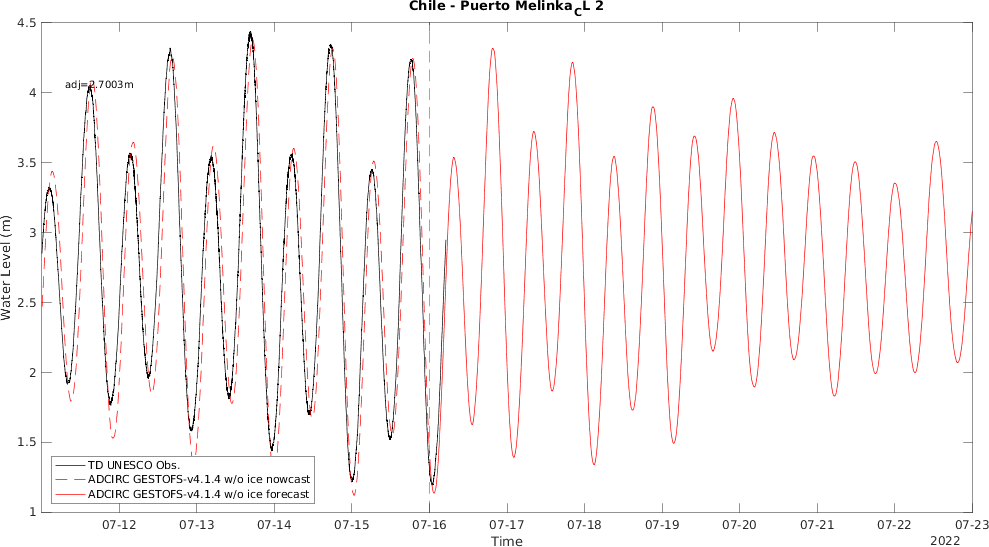 Chile - Puerto Melinka_CL 2
4.5
adj=2.7003m
4
3.5
3
2.5
2
1.5
1
Water Level (m)
TD UNESCO Obs.
ADCIRC GESTOFS-v4.1.4 w/o ice nowcast
ADCIRC GESTOFS-v4.1.4 w/o ice forecast
07-12 07-13 07-14 07-15 07-16 07-17 07-18 07-19 07-20 07-21 07-22 07-23
Time
2022